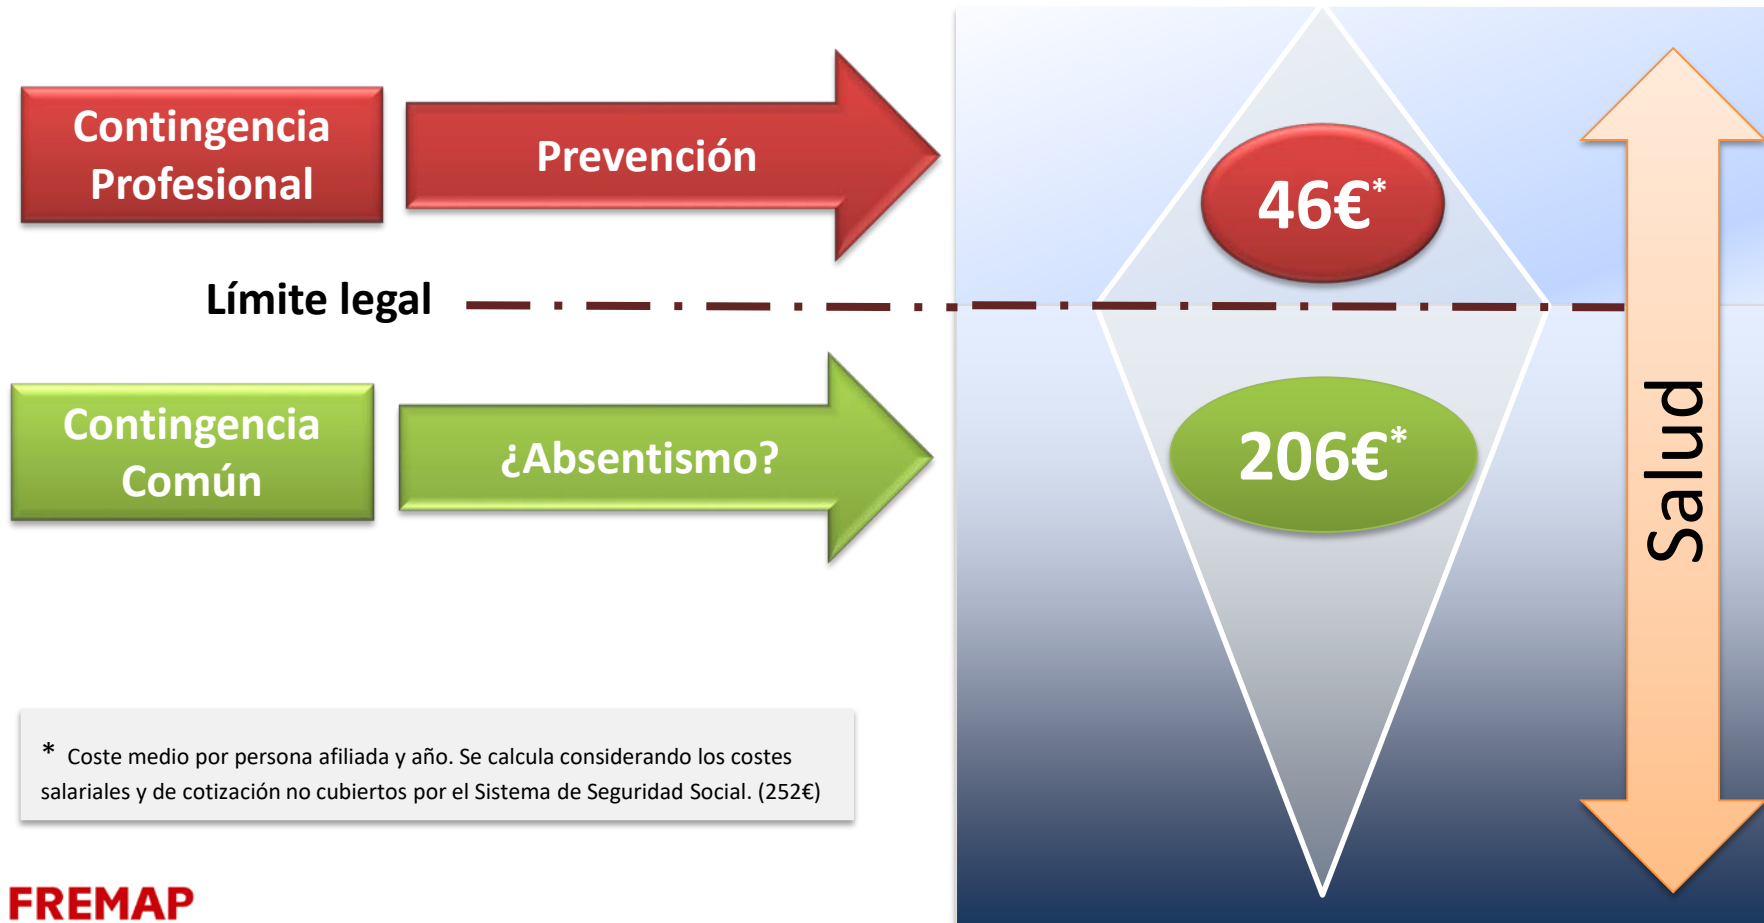 Contingencia
Profesional
Prevención
46€*
Límite legal
Contingencia
Común
¿Absentismo?
206€*
Salud
* Coste medio por persona afiliada y año. Se calcula considerando los costes
salariales y de cotización no cubiertos por el Sistema de Seguridad Social. (252€)
FREMAP